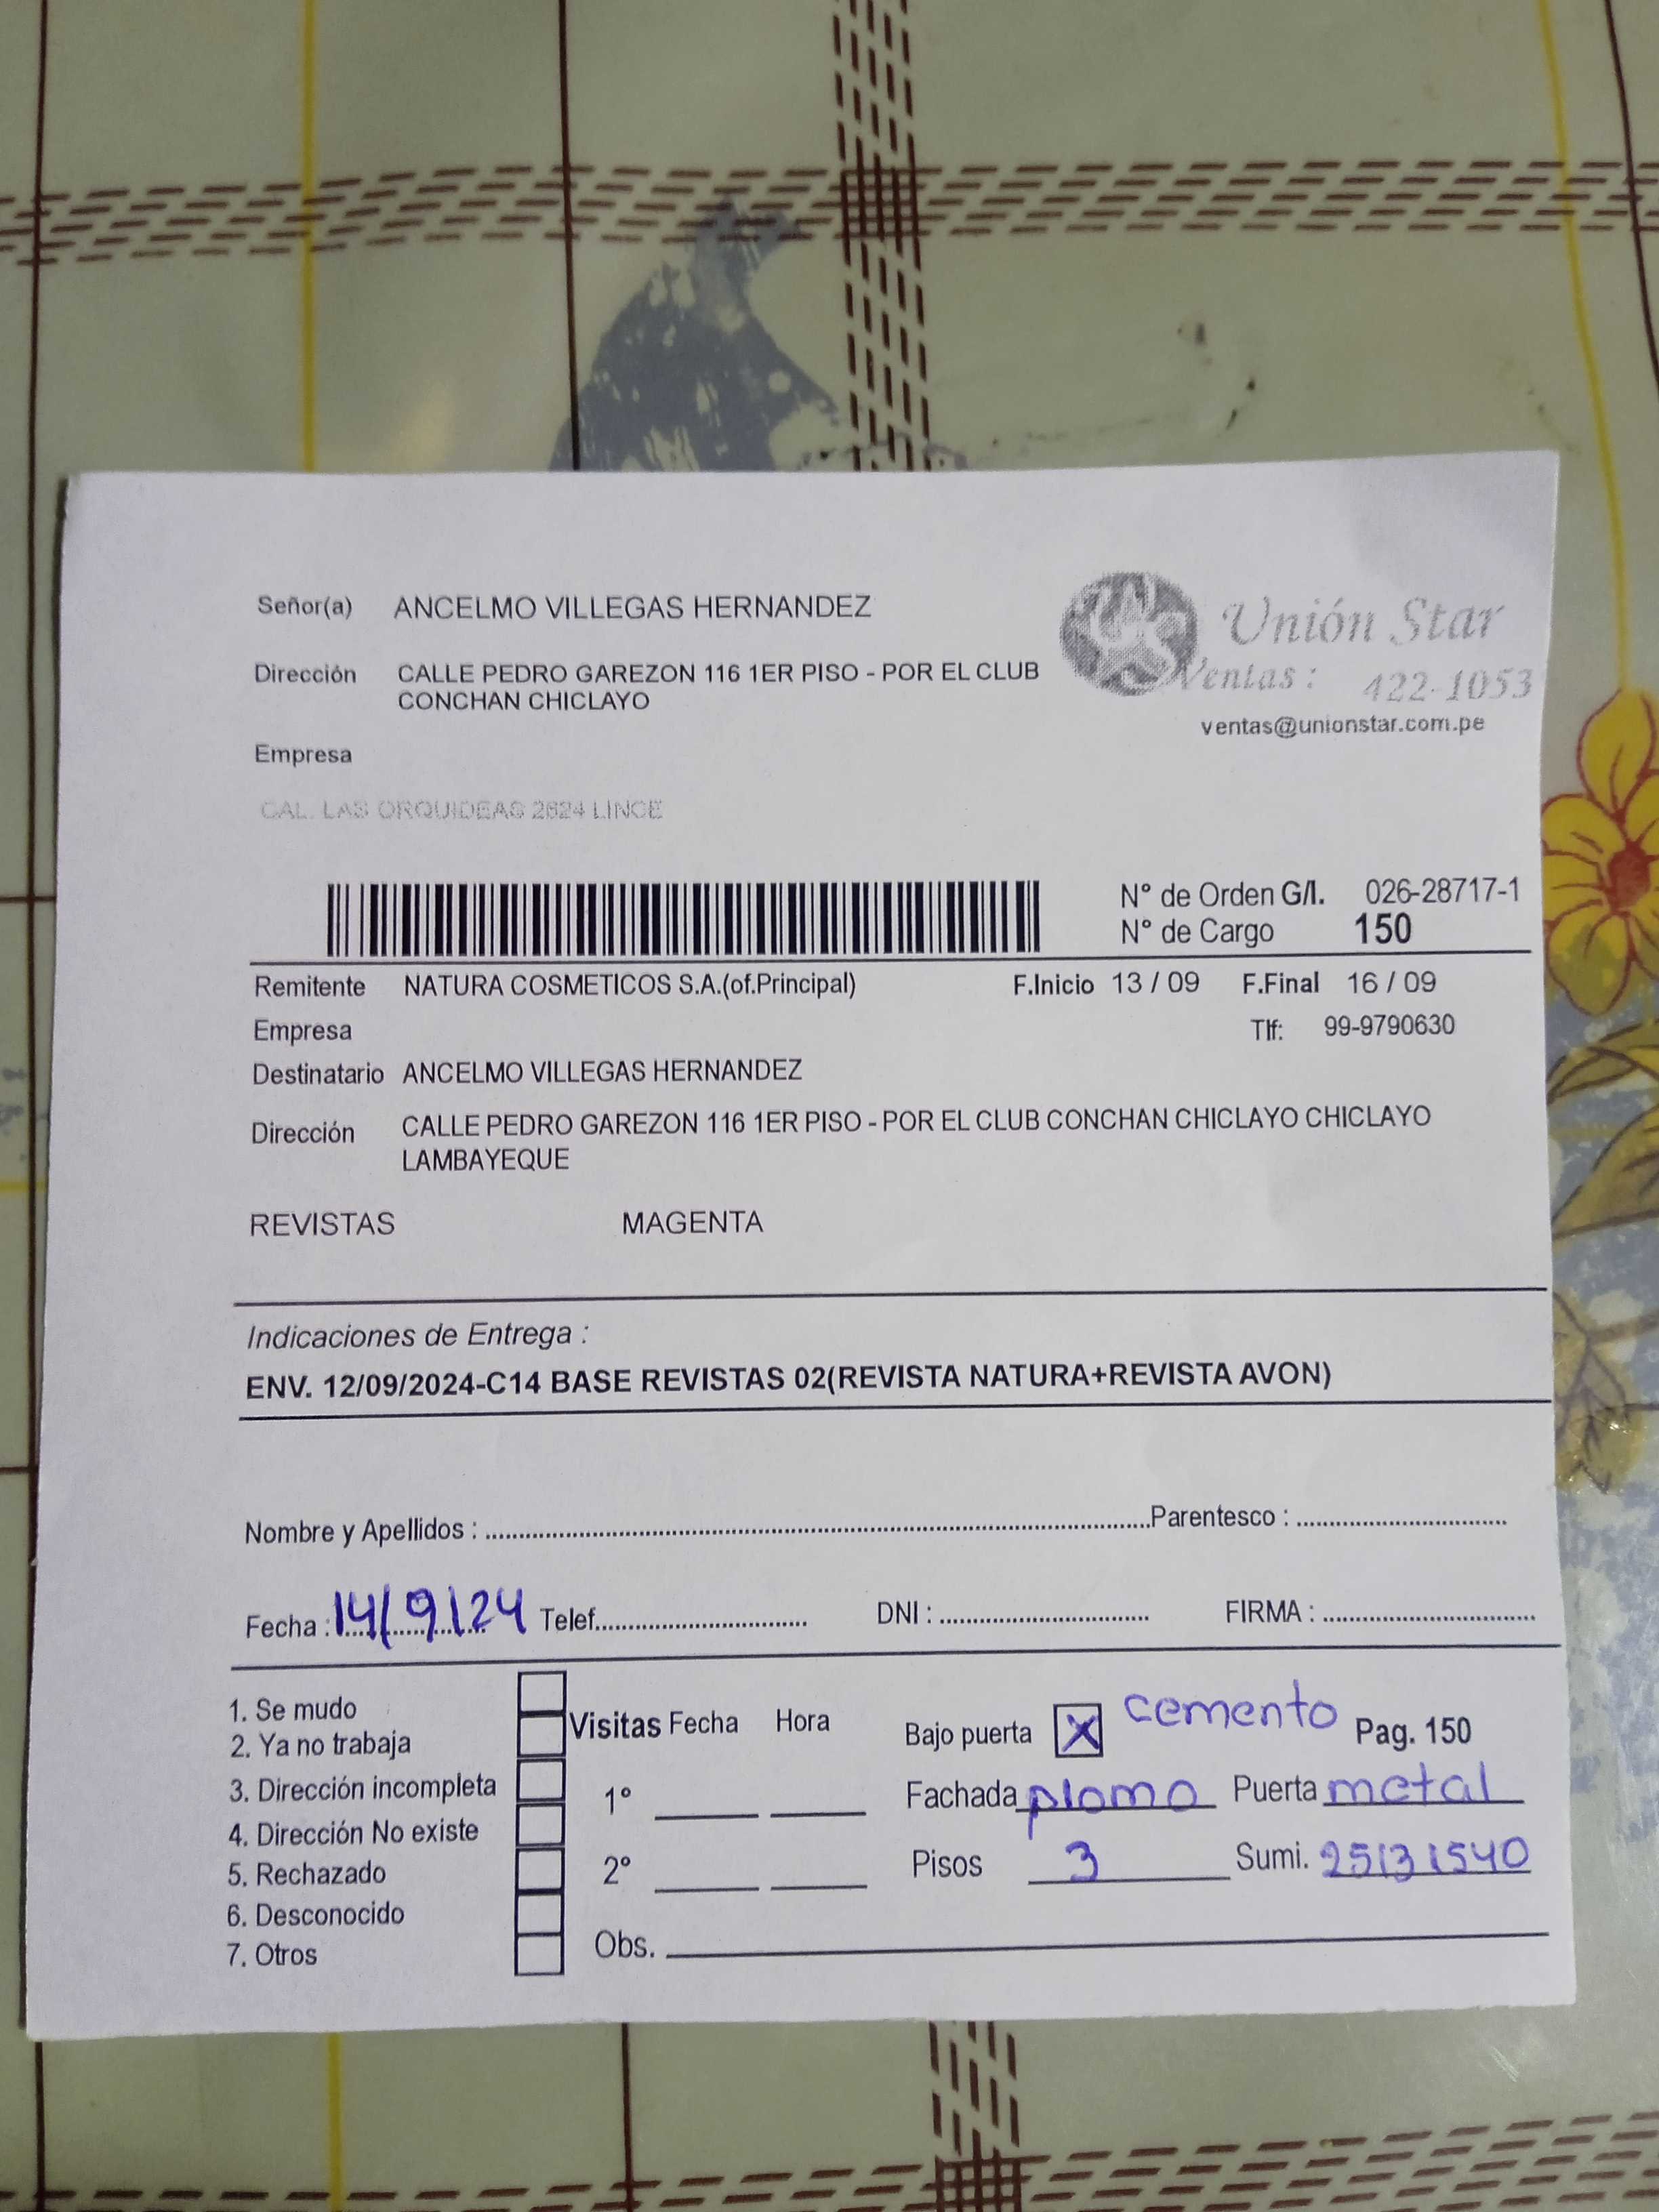 Señor(a) ANCELMO VILLEGAS HERNANDEZ
Unión Star
Dirección CALLE PEDRO GAREZON 116 1ER PISO - POR EL CLUB
CONCHAN CHICLAYO
Ventas : 422-1053
ventas@unionstar.com.pe
Empresa
CAL. LAS ORQUIDEAS 2624 LINCE
N° de Orden G/I. 026-28717-1
N° de Cargo 150
Remitente NATURA COSMETICOS S.A.(of.Principal) F.Inicio 13 / 09 F.Final 16 / 09
Empresa Tlf: 99-9790630
Destinatario ANCELMO VILLEGAS HERNANDEZ
Dirección CALLE PEDRO GAREZON 116 1ER PISO - POR EL CLUB CONCHAN CHICLAYO CHICLAYO
LAMBAYEQUE
REVISTAS MAGENTA
Indicaciones de Entrega :
ENV. 12/09/2024-C14 BASE REVISTAS 02(REVISTA NATURA+REVISTA AVON)
Nombre y Apellidos : Parentesco :
Fecha : 14/9/24 Telef. DNI : FIRMA :
1. Se mudo
2. Ya no trabaja
3. Dirección incompleta
4. Dirección No existe
5. Rechazado
6. Desconocido
7. Otros
Visitas Fecha Hora
1°
2°
Obs.
Bajo puerta X cemento Pag. 150
Fachada plomo Puerta metal
Pisos 3 Sumi. 25131540